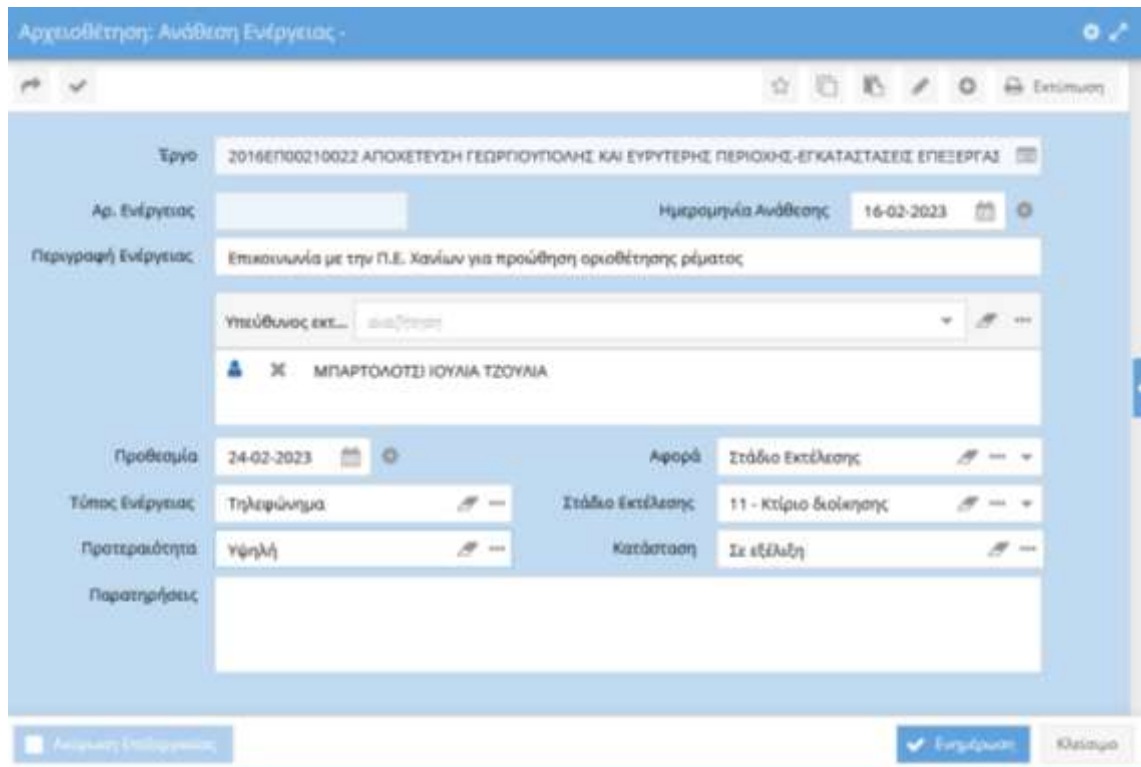 Αρχειοθέτηση: Ανάθεση Ενέργειας -
Εκτύπωση
Έργο 2016ΕΠ00210022 ΑΠΟΧΕΤΕΥΣΗ ΓΕΩΡΓΙΟΥΠΟΛΗΣ ΚΑΙ ΕΥΡΥΤΕΡΗΣ ΠΕΡΙΟΧΗΣ-ΕΓΚΑΤΑΣΤΑΣΕΙΣ ΕΠΕΞΕΡΓΑΣ
Αρ. Ενέργειας Ημερομηνία Ανάθεσης 16-02-2023
Περιγραφή Ενέργειας Επικοινωνία με την Π.Ε. Χανίων για προώθηση οριοθέτησης ρέματος
Υπεύθυνος εκτ... αναζήτηση
ΜΠΑΡΤΟΛΟΤΣΙ ΙΟΥΛΙΑ ΤΖΟΥΛΙΑ
Προθεσμία 24-02-2023 Αφορά Στάδιο Εκτέλεσης
Τύπος Ενέργειας Τηλεφώνημα Στάδιο Εκτέλεσης 11 - Κτίριο διοίκησης
Προτεραιότητα Υψηλή Κατάσταση Σε εξέλιξη
Παρατηρήσεις
Ακύρωση Επεξεργασίας Ενημέρωση Κλείσιμο